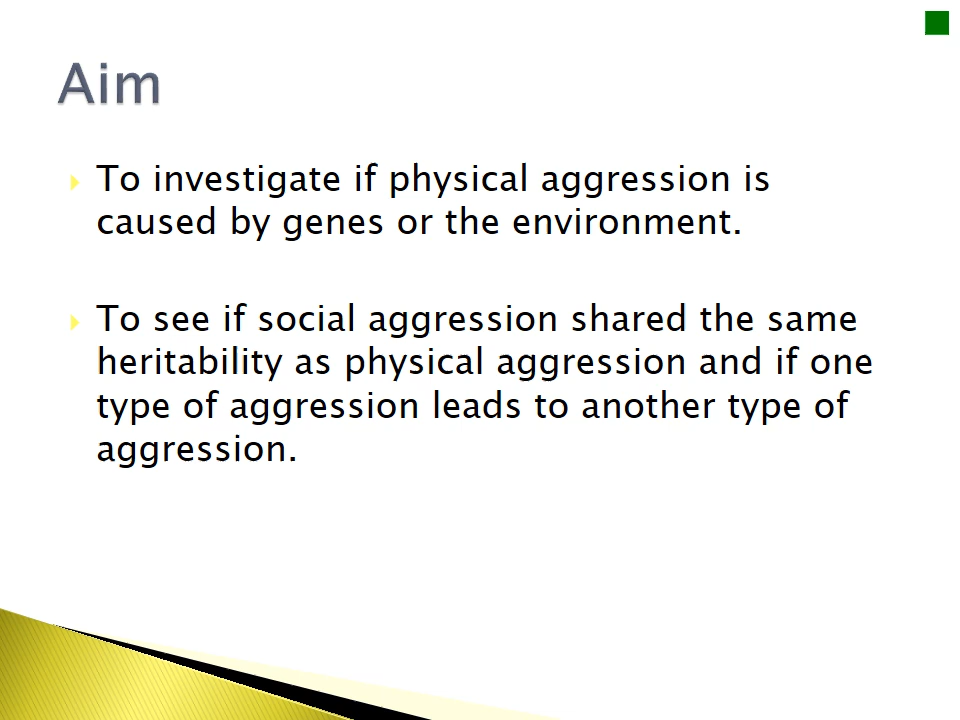 Aim
To investigate if physical aggression is
caused by genes or the environment.
To see if social aggression shared the same
heritability as physical aggression and if one
type of aggression leads to another type of
aggression.